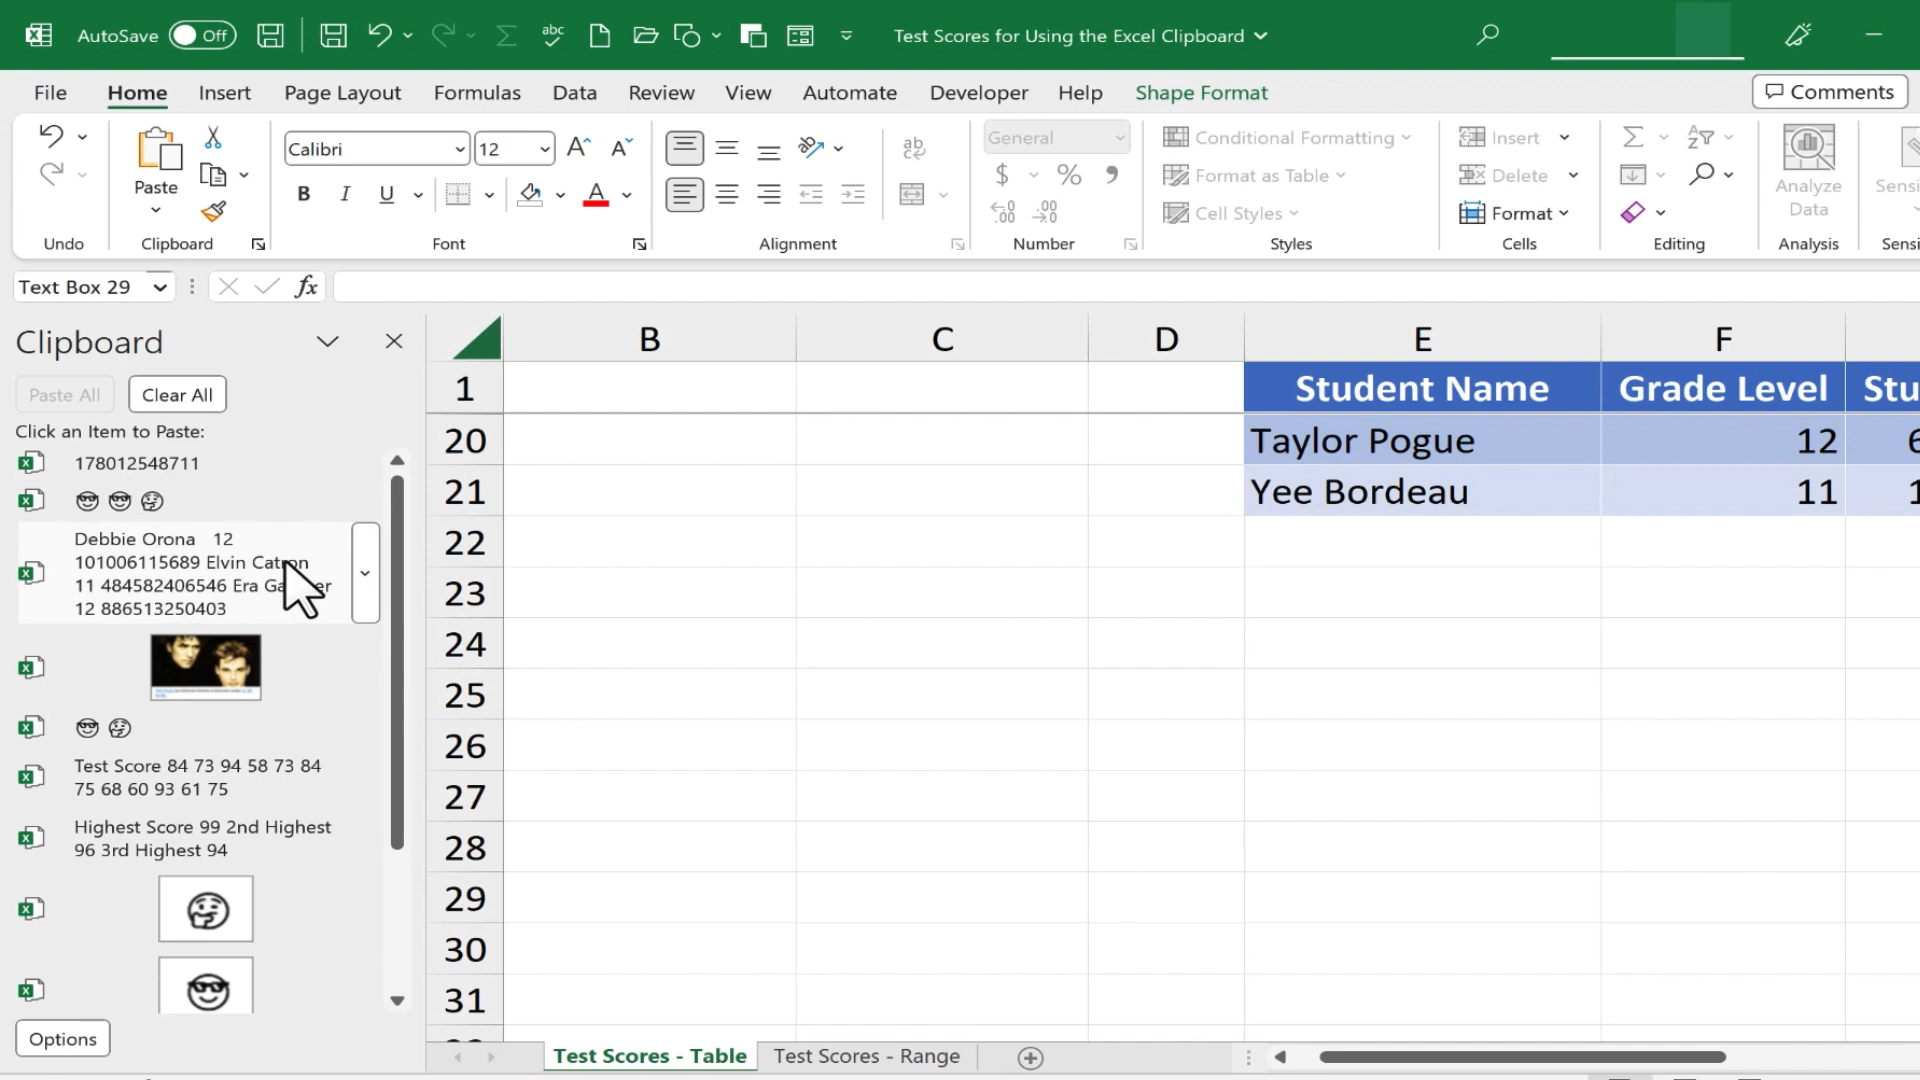 AutoSave Off
Test Scores for Using the Excel Clipboard
File Home Insert Page Layout Formulas Data Review View Automate Developer Help Shape Format
Comments
Paste
Undo
Clipboard
Calibri
12
B I U
Font
ab
Alignment
General
$ % 9
Number
Conditional Formatting
Format as Table
Cell Styles
Styles
Insert
Delete
Format
Cells
Editing
Analyze
Data
Analysis
Sensi
Sensi
Text Box 29
fx
Clipboard
Paste All
Clear All
Click an Item to Paste:
178012548711
Debbie Orona 12
101006115689 Elvin Catron
11 484582406546 Era
12 886513250403
Test Score 84 73 94 58 73 84
75 68 60 93 61 75
Highest Score 99 2nd Highest
96 3rd Highest 94
Options
B C D E F
1 Student Name Grade Level Stu
20 Taylor Pogue 12 6
21 Yee Bordeau 11 1
22
23
24
25
26
27
28
29
30
31
Test Scores - Table
Test Scores - Range